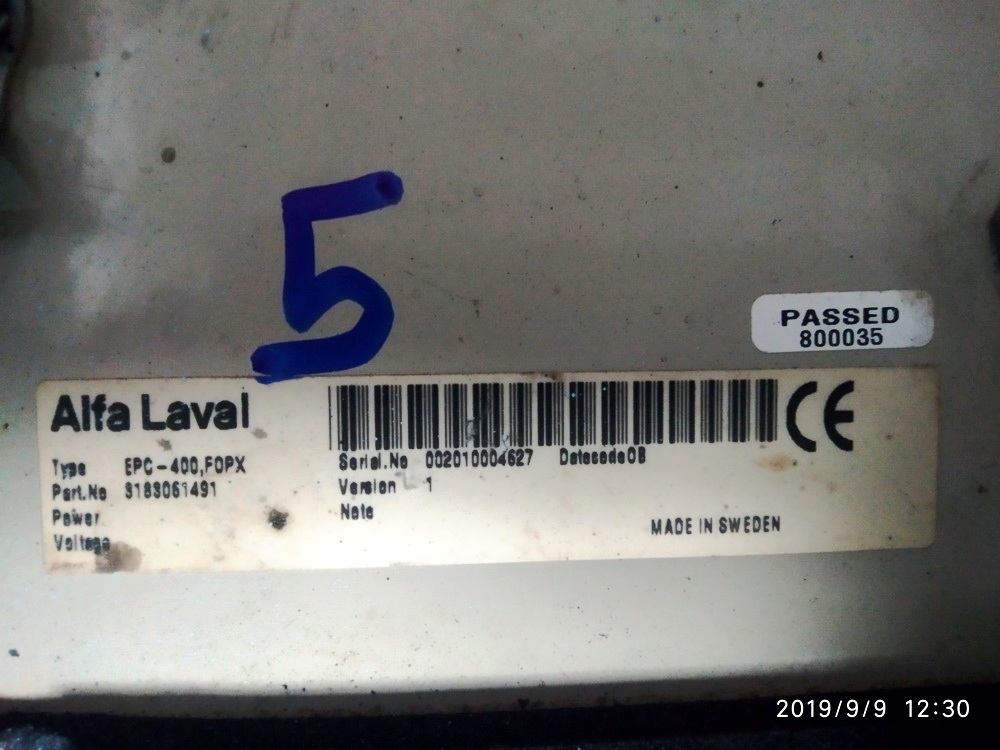 5
PASSED
800035
Alfa Laval
CE
Type EPC-400,FOPX
Part.No 3183061491
Power
Voltage
Serial.No 002010004627 Datecode0B
Version 1
Note
MADE IN SWEDEN
2019/9/9 12:30